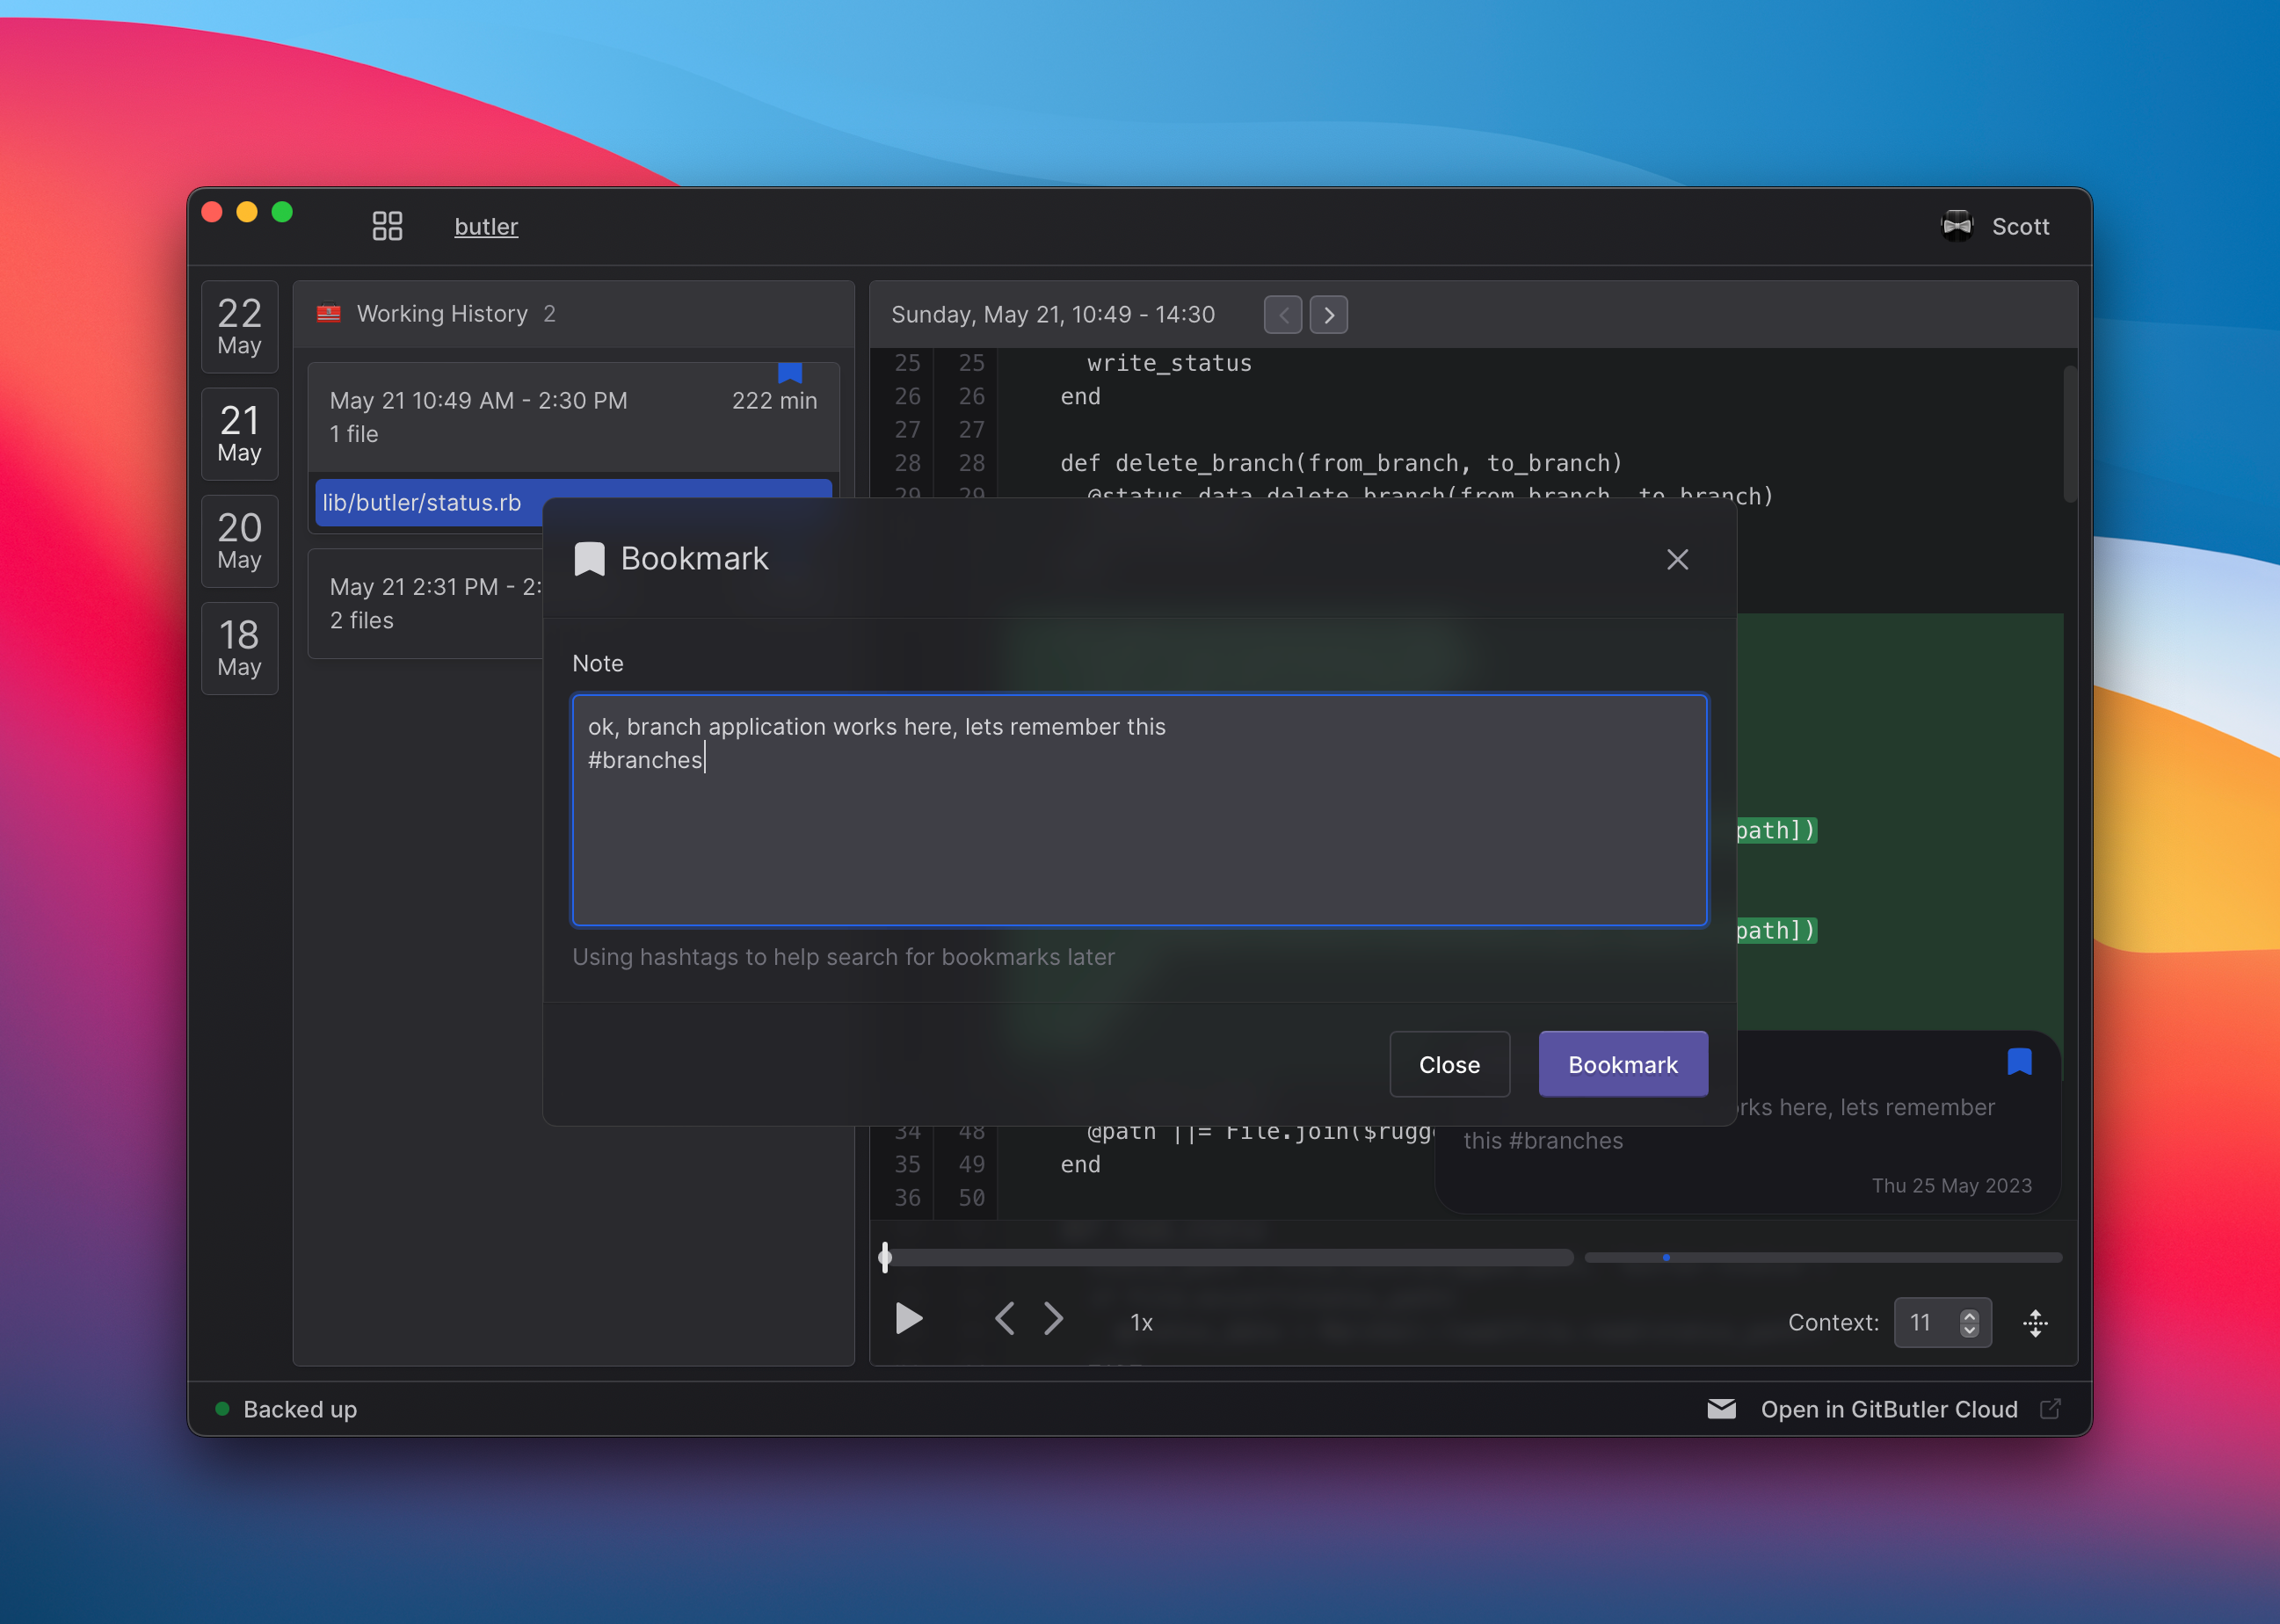 butler
Scott
22
May
21
May
20
May
18
May
Working History 2
May 21 10:49 AM - 2:30 PM
222 min
1 file
lib/butler/status.rb
May 21 2:31 PM - 2:
2 files
Sunday, May 21, 10:49 - 14:30
25 25 write_status
26 26 end
27 27
28 28 def delete_branch(from_branch, to_branch)
29 29 @status_data.delete_branch(from_branch, to_branch)
Bookmark
Note
ok, branch application works here, lets remember this
#branches
Using hashtags to help search for bookmarks later
Close
Bookmark
path])
path])
34 48 @path ||= File.join($rugg
35 49 end
36 50
rks here, lets remember
this #branches
Thu 25 May 2023
1x
Context: 11
Backed up
Open in GitButler Cloud